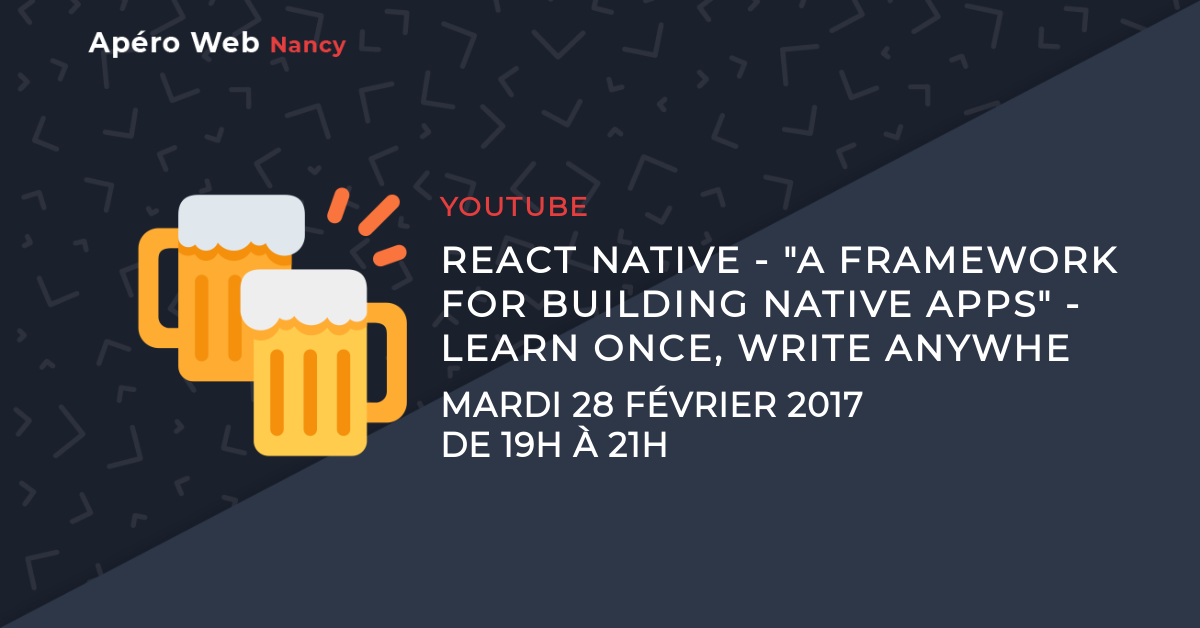 Apéro Web Nancy
YOUTUBE
REACT NATIVE - "A FRAMEWORK
FOR BUILDING NATIVE APPS" -
LEARN ONCE, WRITE ANYWHE
MARDI 28 FÉVRIER 2017
DE 19H À 21H